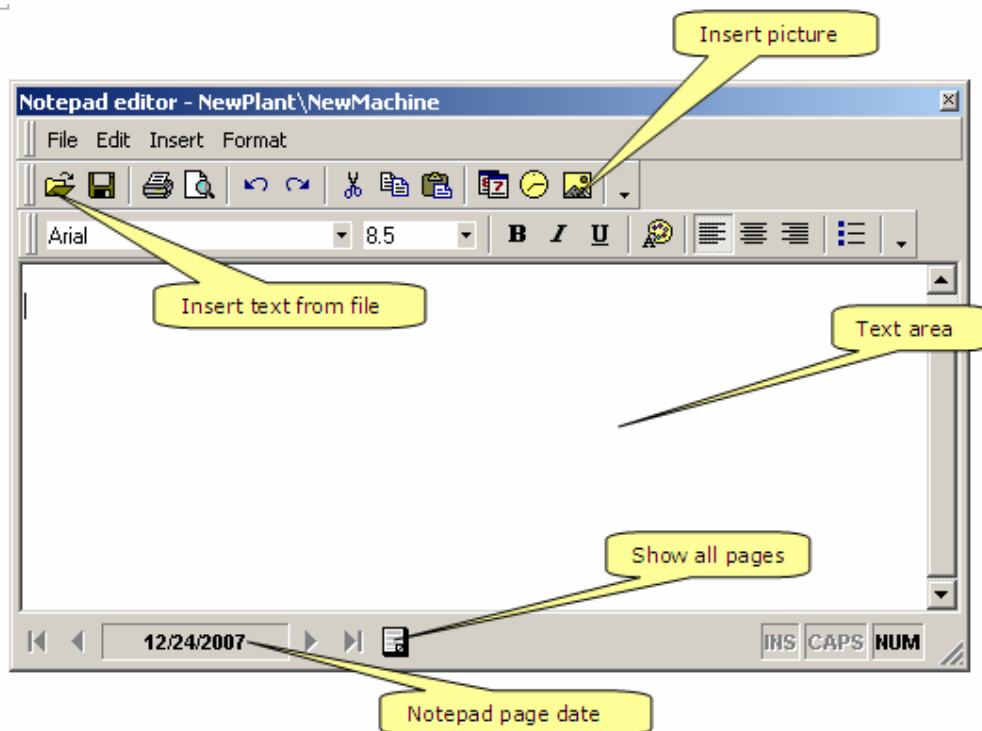 Insert picture
Notepad editor - NewPlant\NewMachine
File Edit Insert Format
Arial 8.5 B I U
Insert text from file
Text area
Show all pages
12/24/2007 INS CAPS NUM
Notepad page date